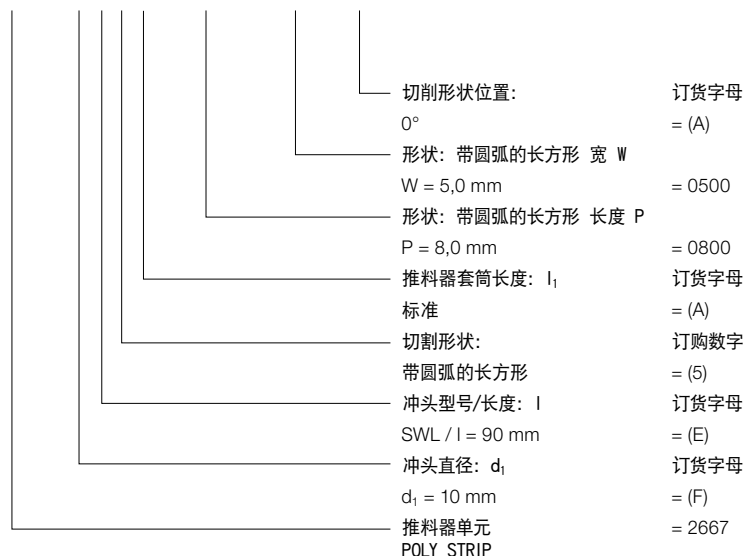 切削形状位置: 订货字母
0° = (A)
形状: 带圆弧的长方形 宽 W
W = 5,0 mm = 0500
形状: 带圆弧的长方形 长度 P
P = 8,0 mm = 0800
推料器套筒长度: l₁ 订货字母
标准 = (A)
切割形状: 订购数字
带圆弧的长方形 = (5)
冲头型号/长度: l 订货字母
SWL / l = 90 mm = (E)
冲头直径: d₁ 订货字母
d₁ = 10 mm = (F)
推料器单元 = 2667
POLY STRIP